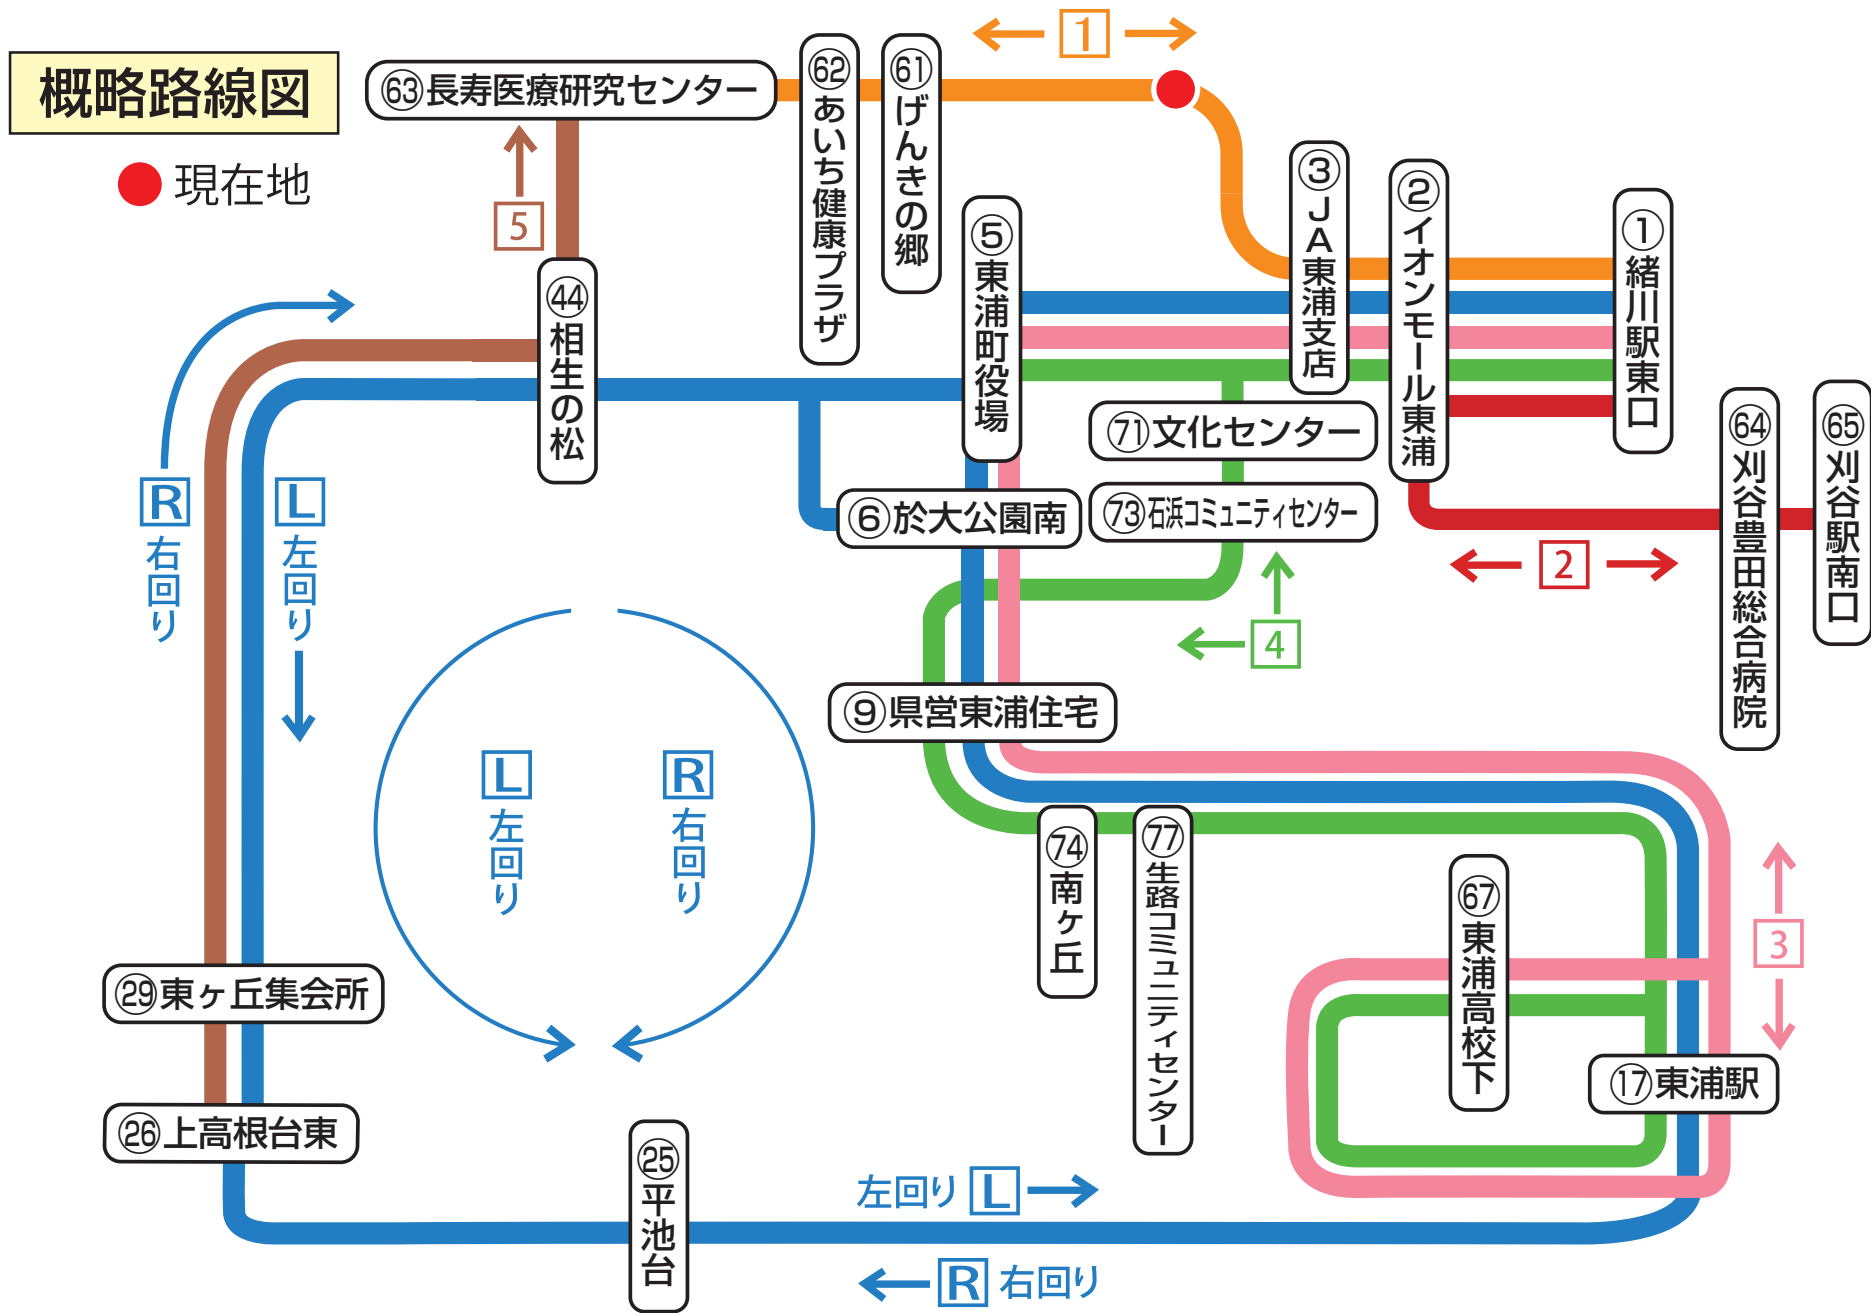 概略路線図
現在地
1
㊿63長寿医療研究センター
62あいち健康プラザ
61げんきの郷
③JA東浦支店
②イオンモール東浦
①緒川駅東口
⑤東浦町役場
5
㊹相生の松
71文化センター
64刈谷豊田総合病院
65刈谷駅南口
R
右回り
L
左回り
⑥於大公園南
73石浜コミュニティセンター
2
4
⑨県営東浦住宅
L
左回り
R
右回り
74南ヶ丘
77生路コミュニティセンター
67東浦高校下
3
㉙東ヶ丘集会所
⑰東浦駅
㉖上高根台東
㉕平池台
左回り L
R 右回り